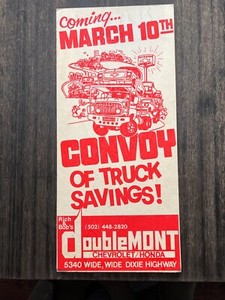 Coming...
MARCH 10TH
CONVOY
OF TRUCK
SAVINGS!
Rich & Bob's
(502) 448-2820
doubleMONT
CHEVROLET/HONDA
5340 WIDE, WIDE DIXIE HIGHWAY